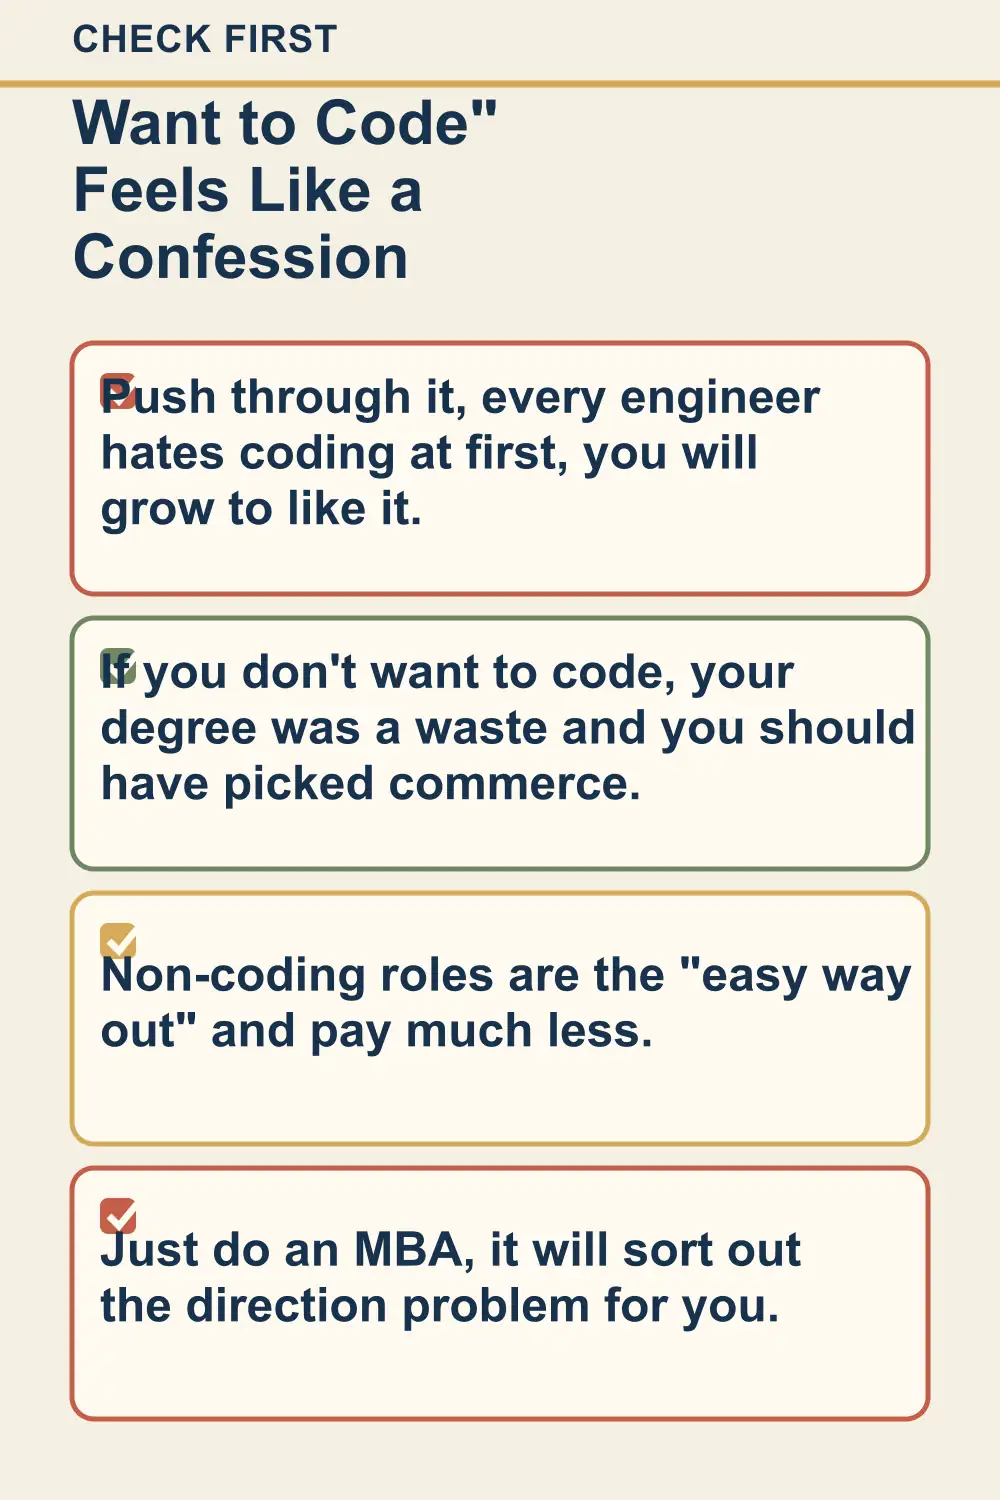 CHECK FIRST
Want to Code"
Feels Like a
Confession
Push through it, every engineer
hates coding at first, you will
grow to like it.
If you don't want to code, your
degree was a waste and you should
have picked commerce.
Non-coding roles are the "easy way
out" and pay much less.
Just do an MBA, it will sort out
the direction problem for you.